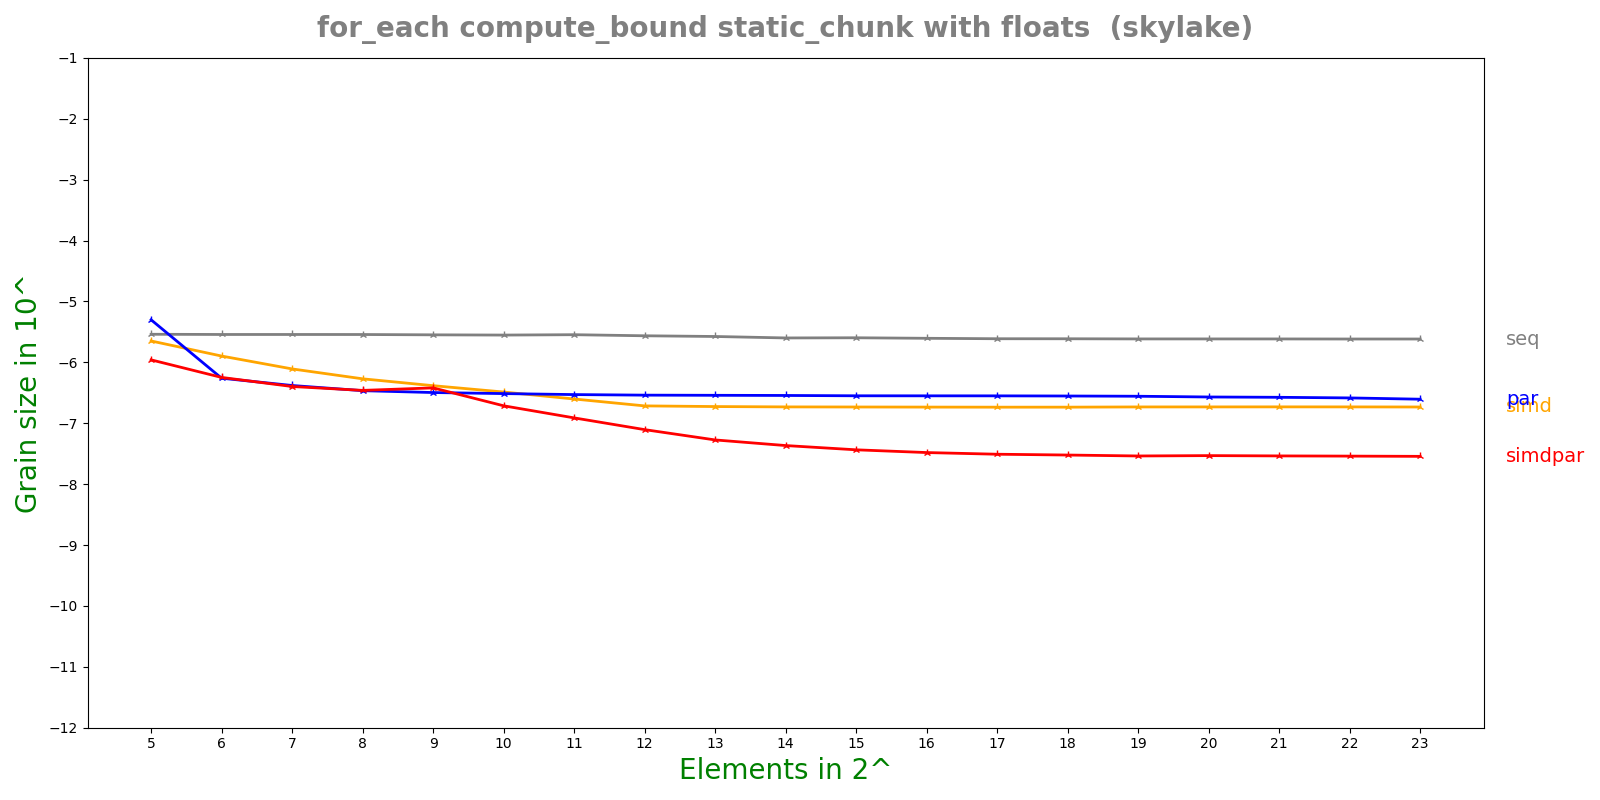 for_each compute_bound static_chunk with floats (skylake)
−1
−2
−3
−4
−5
−6
−7
−8
−9
−10
−11
−12
Grain size in 10^
seq
par
simd
simdpar
5 6 7 8 9 10 11 12 13 14 15 16 17 18 19 20 21 22 23
Elements in 2^